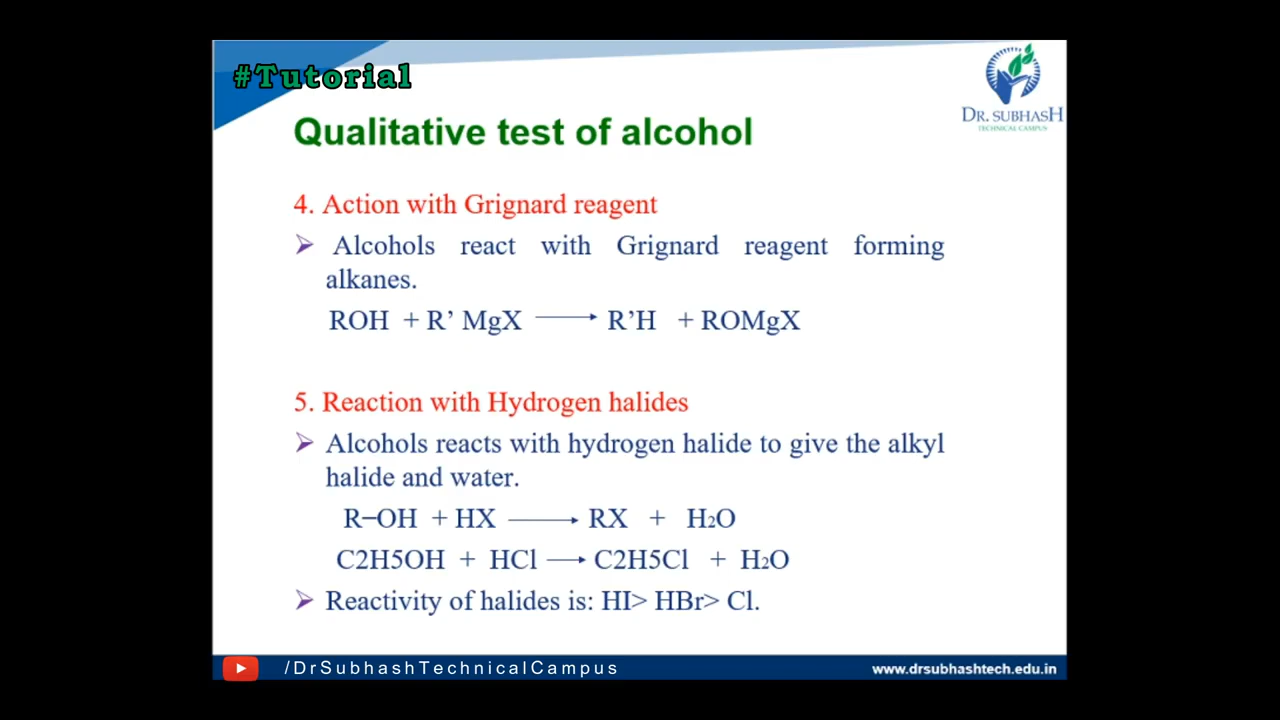 #Tutorial
DR. SUBHASH
TECHNICAL CAMPUS
Qualitative test of alcohol
4. Action with Grignard reagent
➢ Alcohols react with Grignard reagent forming
alkanes.
ROH + R’ MgX ⟶ R’H + ROMgX
5. Reaction with Hydrogen halides
➢ Alcohols reacts with hydrogen halide to give the alkyl
halide and water.
R−OH + HX ⟶ RX + H₂O
C2H5OH + HCl ⟶ C2H5Cl + H₂O
➢ Reactivity of halides is: HI> HBr> Cl.
/DrSubhashTechnicalCampus
www.drsubhashtech.edu.in